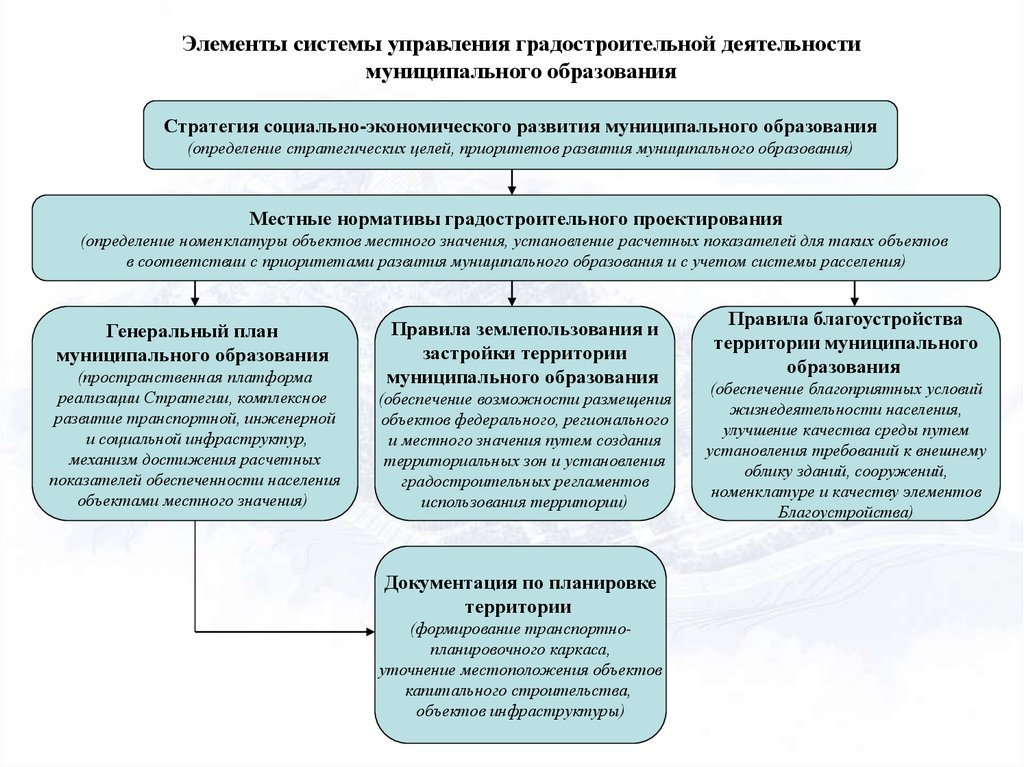 Элементы системы управления градостроительной деятельности
муниципального образования
Стратегия социально-экономического развития муниципального образования
(определение стратегических целей, приоритетов развития муниципального образования)
Местные нормативы градостроительного проектирования
(определение номенклатуры объектов местного значения, установление расчетных показателей для таких объектов
в соответствии с приоритетами развития муниципального образования и с учетом системы расселения)
Генеральный план
муниципального образования
(пространственная платформа
реализации Стратегии, комплексное
развитие транспортной, инженерной
и социальной инфраструктур,
механизм достижения расчетных
показателей обеспеченности населения
объектами местного значения)
Правила землепользования и
застройки территории
муниципального образования
(обеспечение возможности размещения
объектов федерального, регионального
и местного значения путем создания
территориальных зон и установления
градостроительных регламентов
использования территории)
Правила благоустройства
территории муниципального
образования
(обеспечение благоприятных условий
жизнедеятельности населения,
улучшение качества среды путем
установления требований к внешнему
облику зданий, сооружений,
номенклатуре и качеству элементов
Благоустройства)
Документация по планировке
территории
(формирование транспортно-
планировочного каркаса,
уточнение местоположения объектов
капитального строительства,
объектов инфраструктуры)